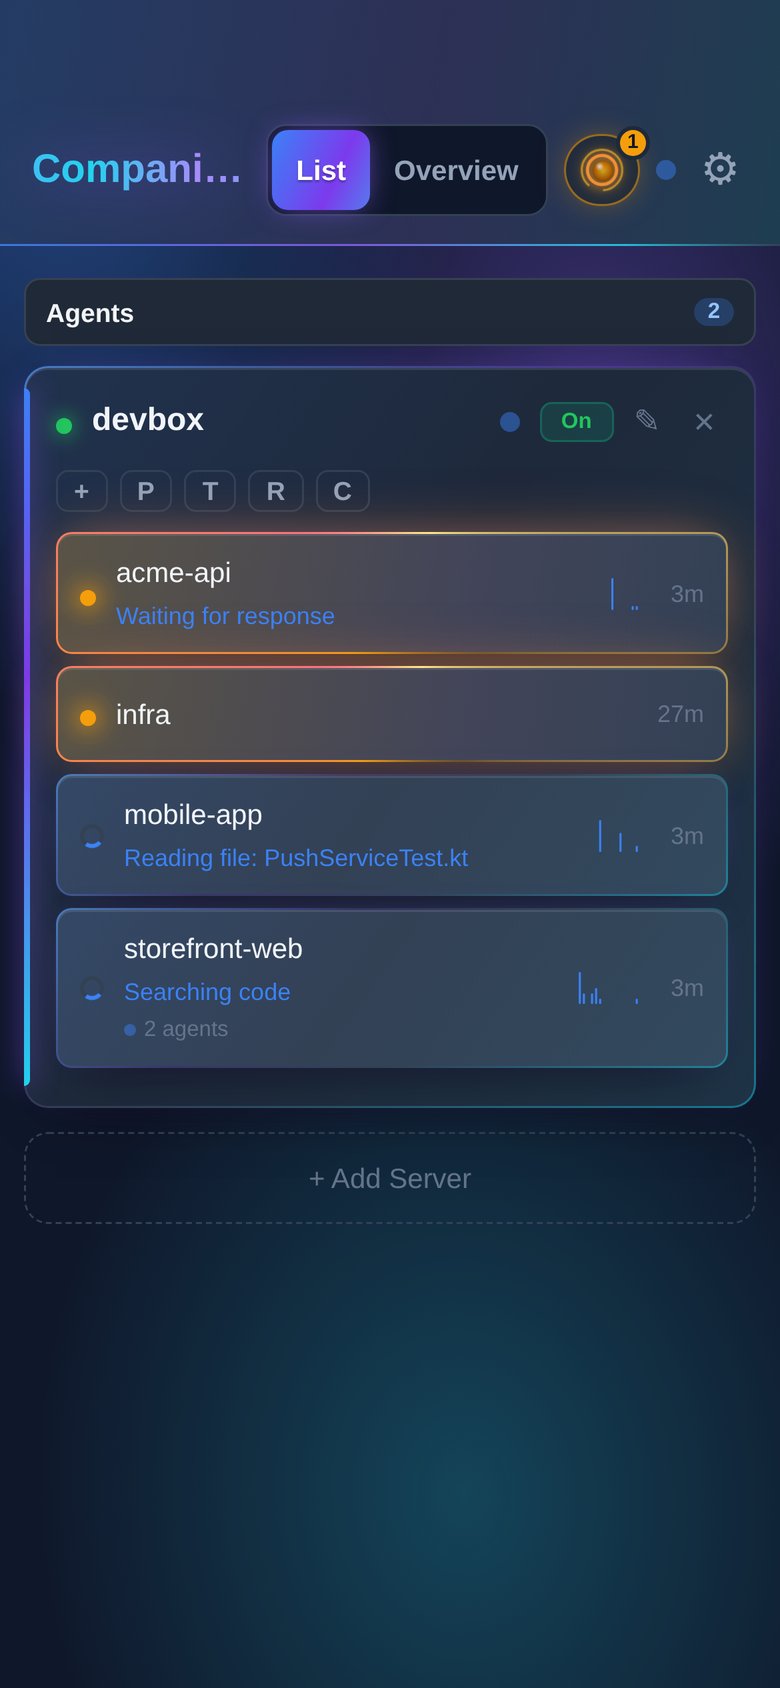 Compani...
List
Overview
1
Agents
2
devbox
On
+ P T R C
acme-api
Waiting for response
3m
infra
27m
mobile-app
Reading file: PushServiceTest.kt
3m
storefront-web
Searching code
3m
2 agents
+ Add Server